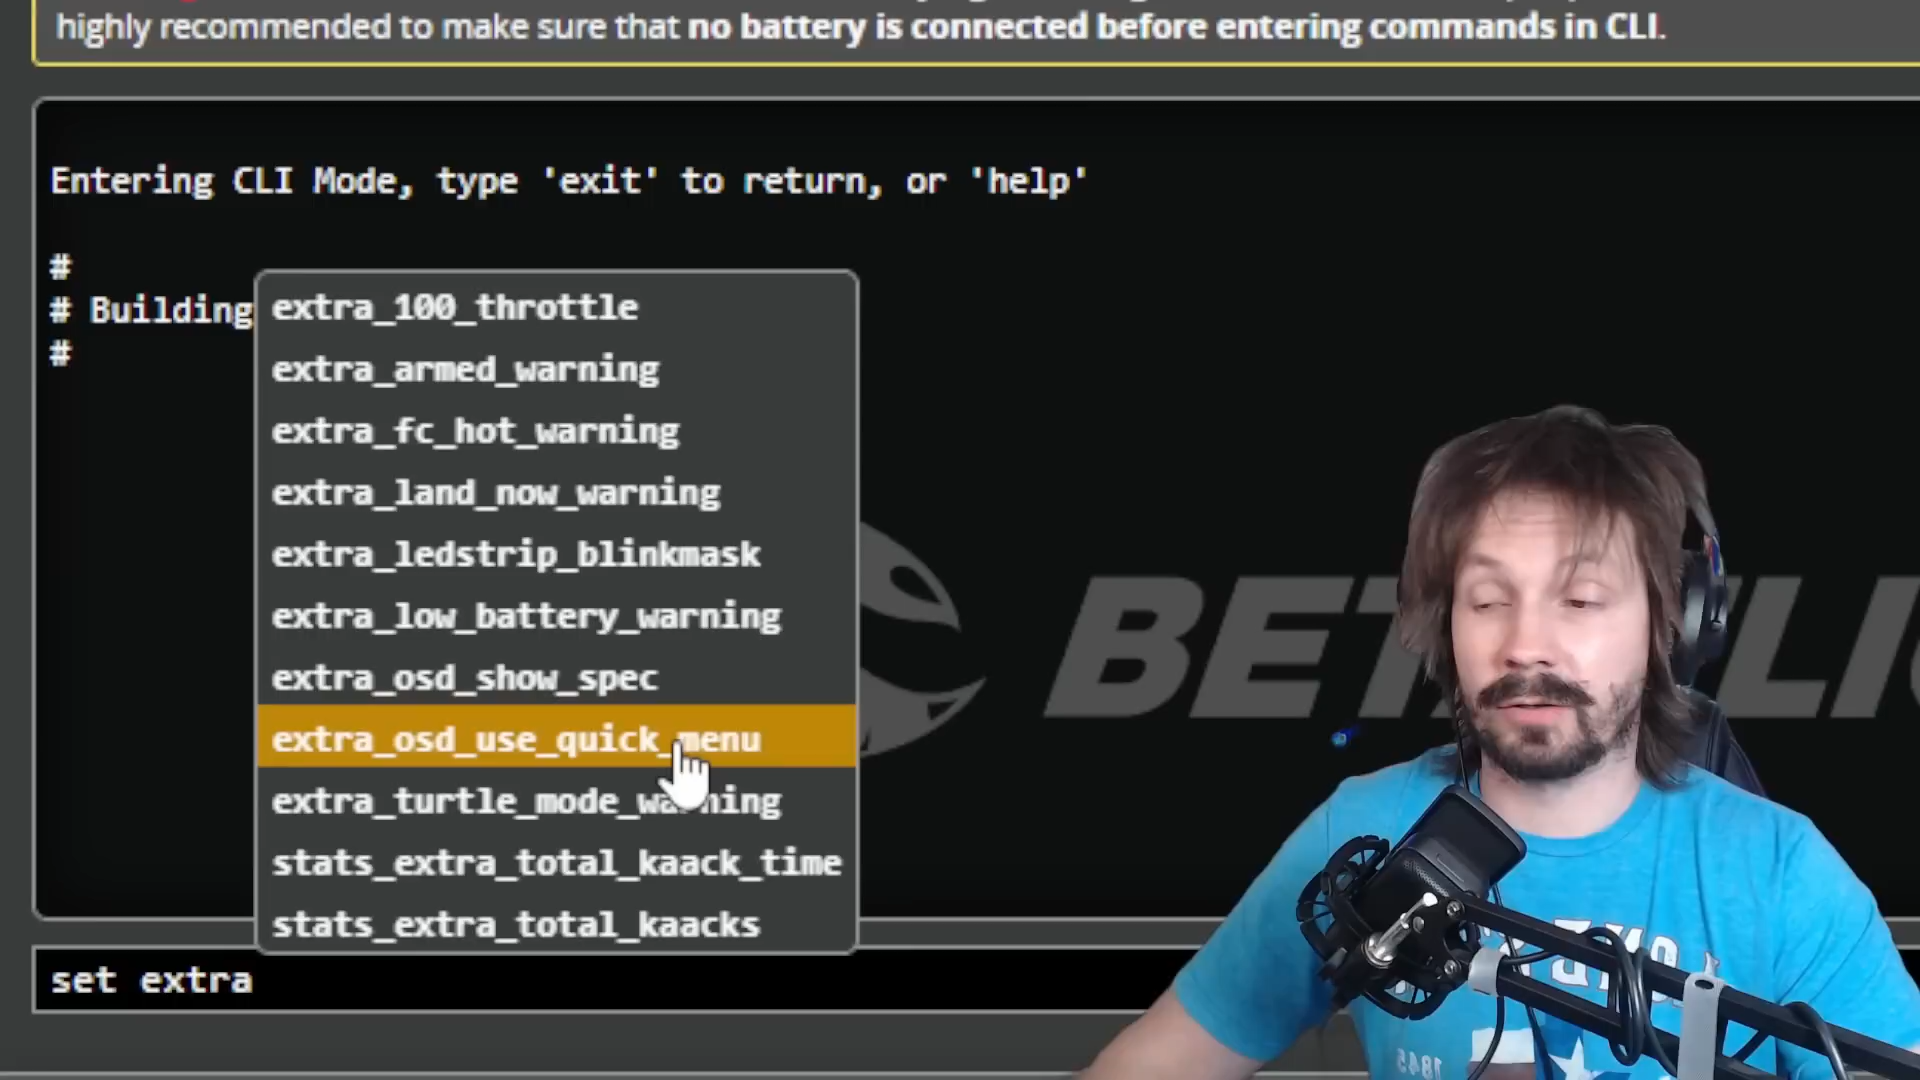 highly recommended to make sure that no battery is connected before entering commands in CLI.
Entering CLI Mode, type 'exit' to return, or 'help'
#
# Building
#
extra_100_throttle
extra_armed_warning
extra_fc_hot_warning
extra_land_now_warning
extra_ledstrip_blinkmask
extra_low_battery_warning
extra_osd_show_spec
extra_osd_use_quick_menu
extra_turtle_mode_warning
stats_extra_total_kaack_time
stats_extra_total_kaacks
set extra